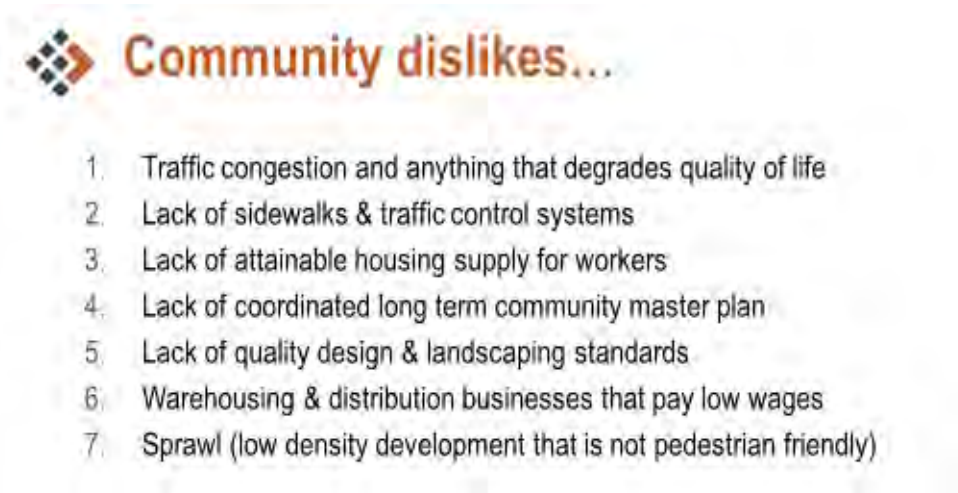 Community dislikes...
1. Traffic congestion and anything that degrades quality of life
2. Lack of sidewalks & traffic control systems
3. Lack of attainable housing supply for workers
4. Lack of coordinated long term community master plan
5. Lack of quality design & landscaping standards
6. Warehousing & distribution businesses that pay low wages
7. Sprawl (low density development that is not pedestrian friendly)